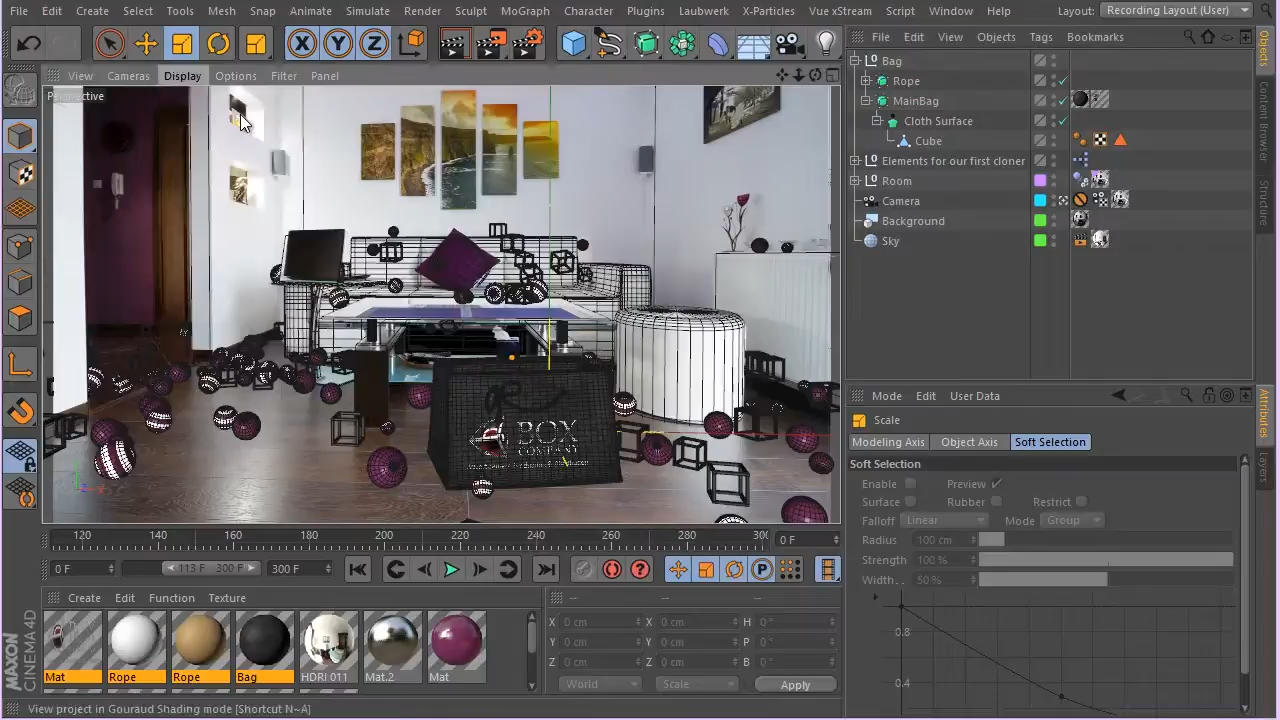 File Edit Create Select Tools Mesh Snap Animate Simulate Render Sculpt MoGraph Character Plugins Laubwerk X-Particles Vue xStream Script Window Help Layout: Recording Layout (User)
X Y Z
File Edit View Objects Tags Bookmarks
View Cameras Display Options Filter Panel
Perspective
Bag
Rope
MainBag
Cloth Surface
Cube
Elements for our first cloner
Room
Camera
Background
Sky
Objects
Content Browser
Structure
BOX
COMPANY
Mode Edit User Data
Scale
Modeling Axis Object Axis Soft Selection
Soft Selection
Enable Preview
Surface Rubber Restrict
Falloff Linear Mode Group
Radius 100 cm
Strength 100 %
Width . . 50 %
0.8
0.4
Attributes
Layers
120 140 160 180 200 220 240 260 280 300 0 F
0 F 113 F 300 F 300 F
P
Create Edit Function Texture
Mat Rope Rope Bag HDRI 011 Mat.2 Mat
-- -- --
X 0 cm X 0 cm H 0 °
Y 0 cm Y 0 cm P 0 °
Z 0 cm Z 0 cm B 0 °
World Scale Apply
MAXON
CINEMA 4D
View project in Gouraud Shading mode [Shortcut N~A]